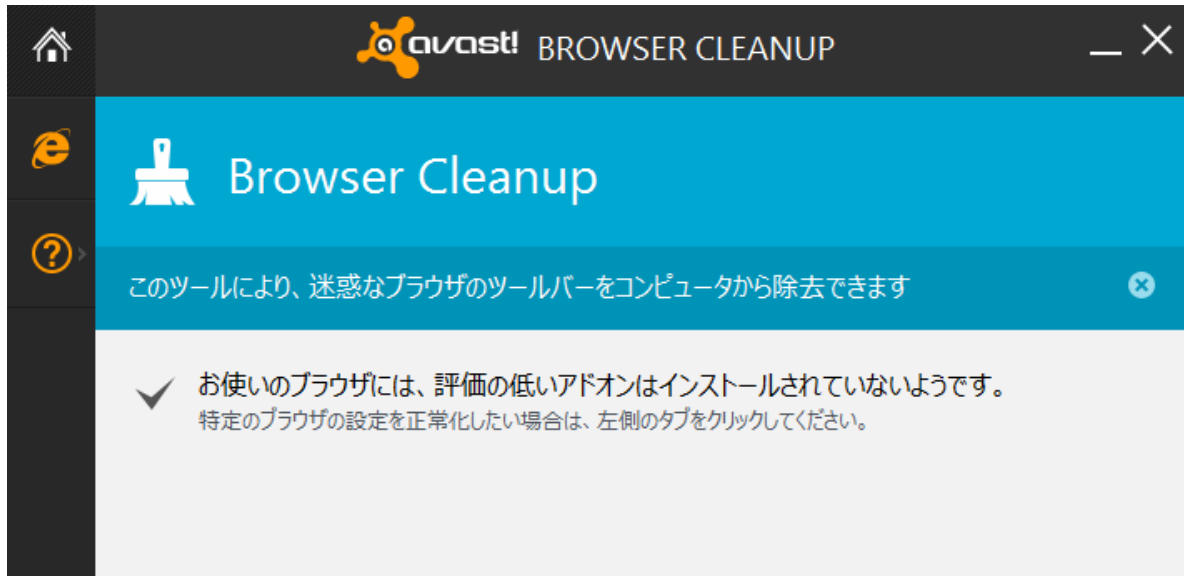 avast! BROWSER CLEANUP
Browser Cleanup
このツールにより、迷惑なブラウザのツールバーをコンピュータから除去できます
お使いのブラウザには、評価の低いアドオンはインストールされていないようです。
特定のブラウザの設定を正常化したい場合は、左側のタブをクリックしてください。